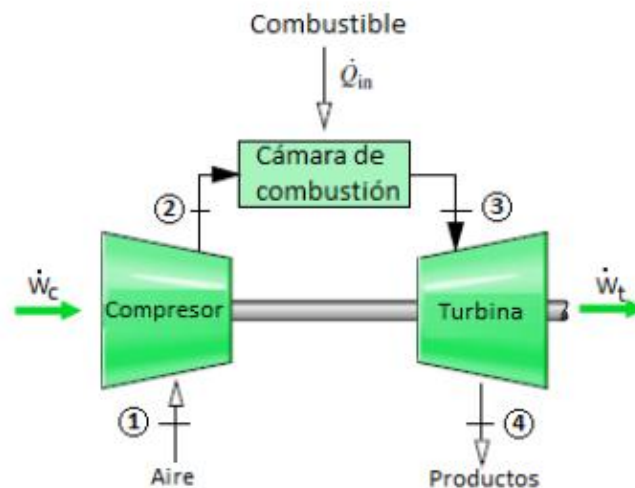 Combustible
Q̇in
Cámara de
combustión
2
3
Ẇc
Compresor
Turbina
Ẇt
1
4
Aire
Productos